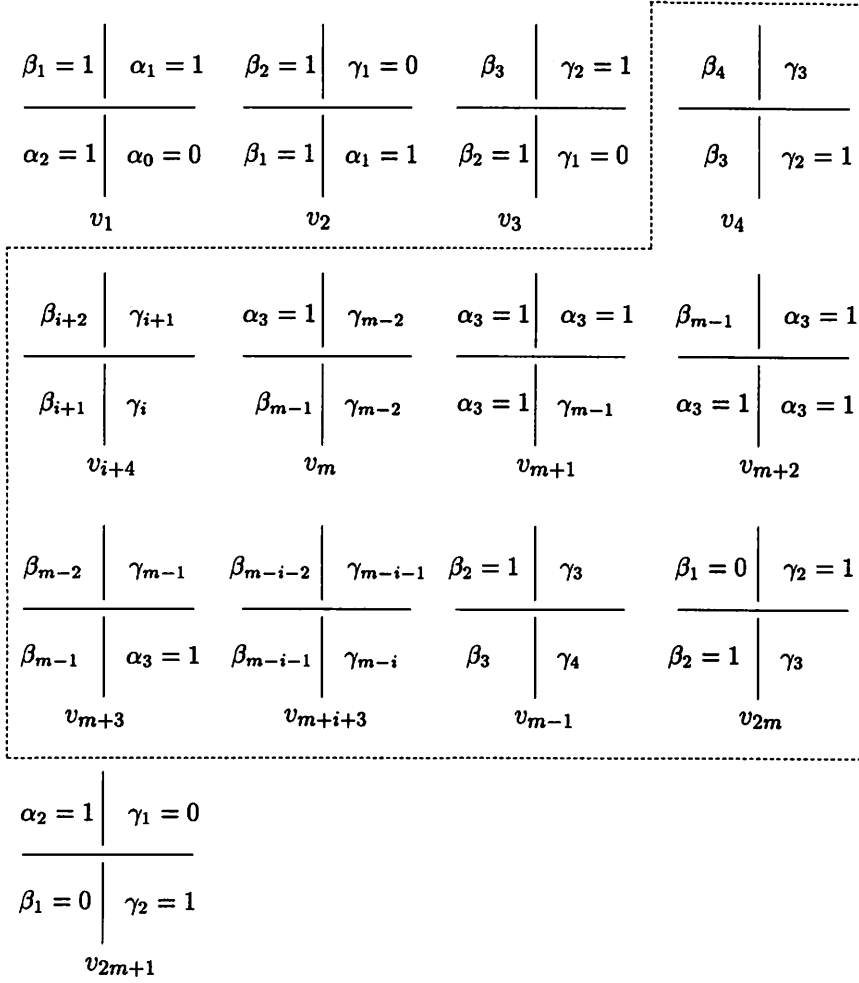 β₁ = 1 α₁ = 1 β₂ = 1 γ₁ = 0 β₃ γ₂ = 1 β₄ γ₃
α₂ = 1 α₀ = 0 β₁ = 1 α₁ = 1 β₂ = 1 γ₁ = 0 β₃ γ₂ = 1
v₁ v₂ v₃ v₄
βᵢ₊₂ γᵢ₊₁ α₃ = 1 γₘ₋₂ α₃ = 1 α₃ = 1 βₘ₋₁ α₃ = 1
βᵢ₊₁ γᵢ βₘ₋₁ γₘ₋₂ α₃ = 1 γₘ₋₁ α₃ = 1 α₃ = 1
vᵢ₊₄ vₘ vₘ₊₁ vₘ₊₂
βₘ₋₂ γₘ₋₁ βₘ₋ᵢ₋₂ γₘ₋ᵢ₋₁ β₂ = 1 γ₃ β₁ = 0 γ₂ = 1
βₘ₋₁ α₃ = 1 βₘ₋ᵢ₋₁ γₘ₋ᵢ β₃ γ₄ β₂ = 1 γ₃
vₘ₊₃ vₘ₊ᵢ₊₃ vₘ₋₁ v₂ₘ
α₂ = 1 γ₁ = 0
β₁ = 0 γ₂ = 1
v₂ₘ₊₁